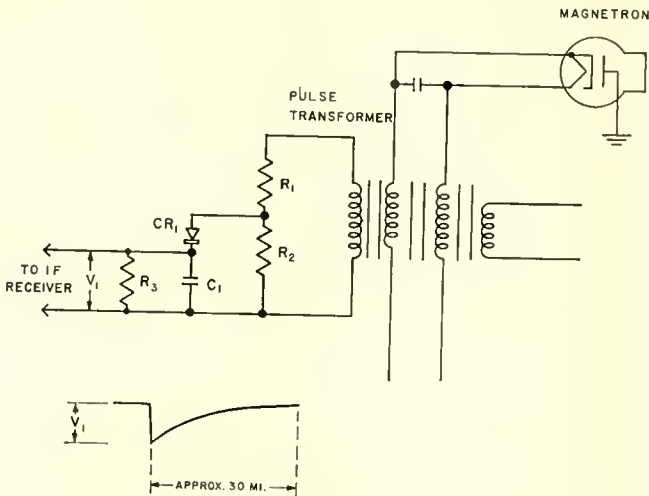 MAGNETRON
PULSE
TRANSFORMER
R₁
CR₁
R₂
TO IF
RECEIVER
V₁
R₃
C₁
V₁
APPROX. 30 MI.